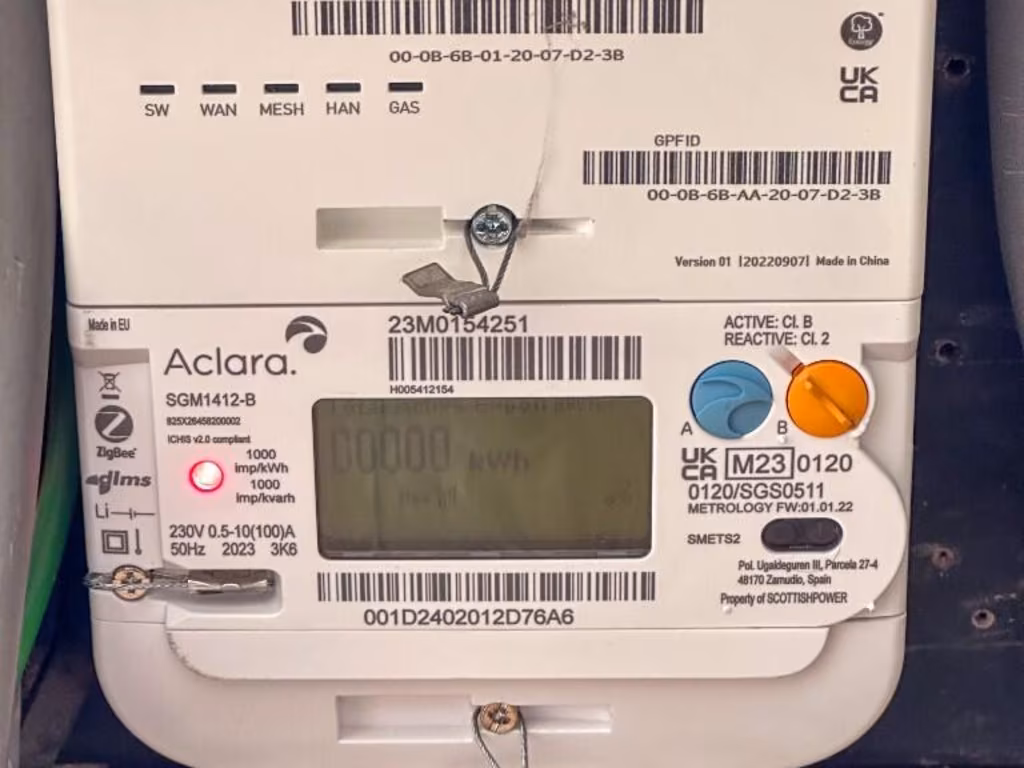 00-0B-6B-01-20-07-D2-3B
SW WAN MESH HAN GAS
Energy
UK
CA
GPFID
00-0B-6B-AA-20-07-D2-3B
Version 01 [20220907] Made in China
Made in EU
Aclara.
23M0154251
H005412154
ACTIVE: Cl. B
REACTIVE: Cl. 2
SGM1412-B
ICHIS v2.0 compliant
ZigBee
dlms
Li
1000
imp/kWh
1000
imp/kvarh
230V 0.5-10(100)A
50Hz 2023 3K6
kWh
A B
UK
CA M23 0120
0120/SGS0511
METROLOGY FW:01.01.22
SMETS2
Pol. Ugaldeguren III, Parcela 27-4
48170 Zamudio, Spain
Property of SCOTTISHPOWER
001D2402012D76A6